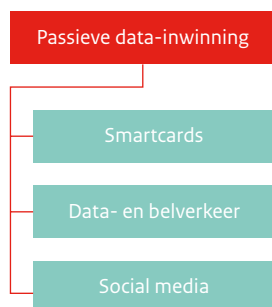 Passieve data-inwinning
Smartcards
Data- en belverkeer
Social media